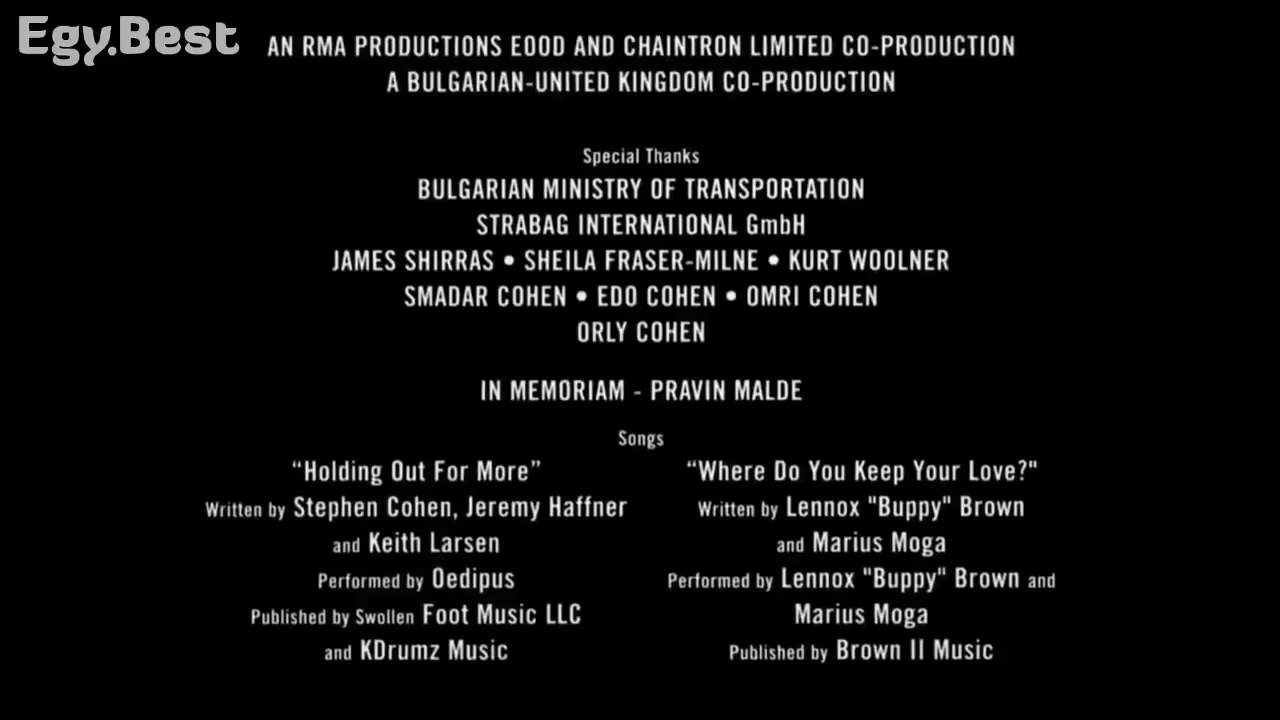 Egy.Best
AN RMA PRODUCTIONS EOOD AND CHAINTRON LIMITED CO-PRODUCTION
A BULGARIAN-UNITED KINGDOM CO-PRODUCTION
Special Thanks
BULGARIAN MINISTRY OF TRANSPORTATION
STRABAG INTERNATIONAL GmbH
JAMES SHIRRAS • SHEILA FRASER-MILNE • KURT WOOLNER
SMADAR COHEN • EDO COHEN • OMRI COHEN
ORLY COHEN
IN MEMORIAM - PRAVIN MALDE
Songs
“Holding Out For More”
Written by Stephen Cohen, Jeremy Haffner
and Keith Larsen
Performed by Oedipus
Published by Swollen Foot Music LLC
and KDrumz Music
“Where Do You Keep Your Love?"
Written by Lennox "Buppy" Brown
and Marius Moga
Performed by Lennox "Buppy" Brown and
Marius Moga
Published by Brown II Music